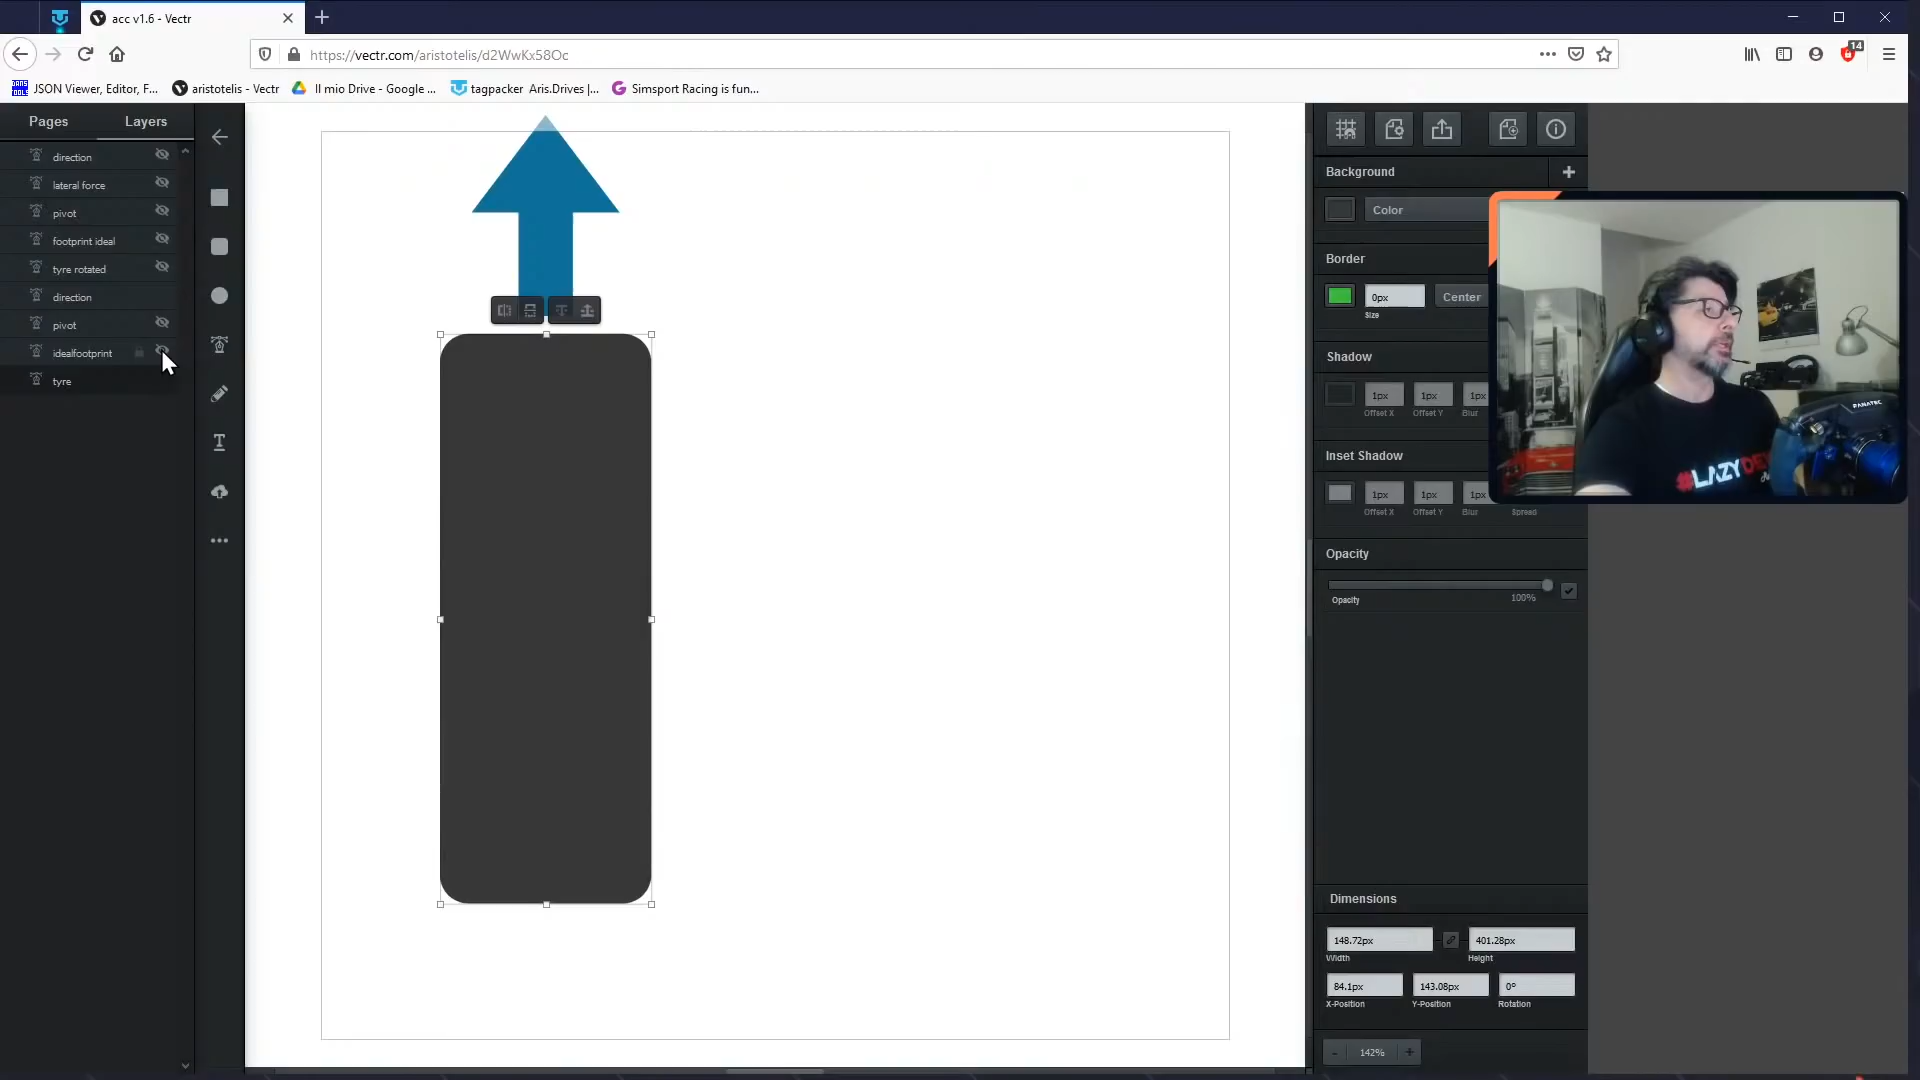 acc v1.6 - Vectr
https://vectr.com/aristotelis/d2WwKx58Oc
14
JSON Viewer, Editor, F...
aristotelis - Vectr
Il mio Drive - Google ...
tagpacker Aris.Drives |...
Simsport Racing is fun...
Pages
Layers
direction
lateral force
pivot
footprint ideal
tyre rotated
direction
pivot
idealfootprint
tyre
Background
Color
Border
0px
Center
Size
Shadow
1px
1px
1px
Offset X
Offset Y
Blur
Inset Shadow
1px
1px
1px
Offset X
Offset Y
Blur
Spread
Opacity
Opacity
100%
Dimensions
148.72px
401.28px
Width
Height
84.1px
143.08px
0º
X-Position
Y-Position
Rotation
- 142% +
FANATEC
#LAZYDEV